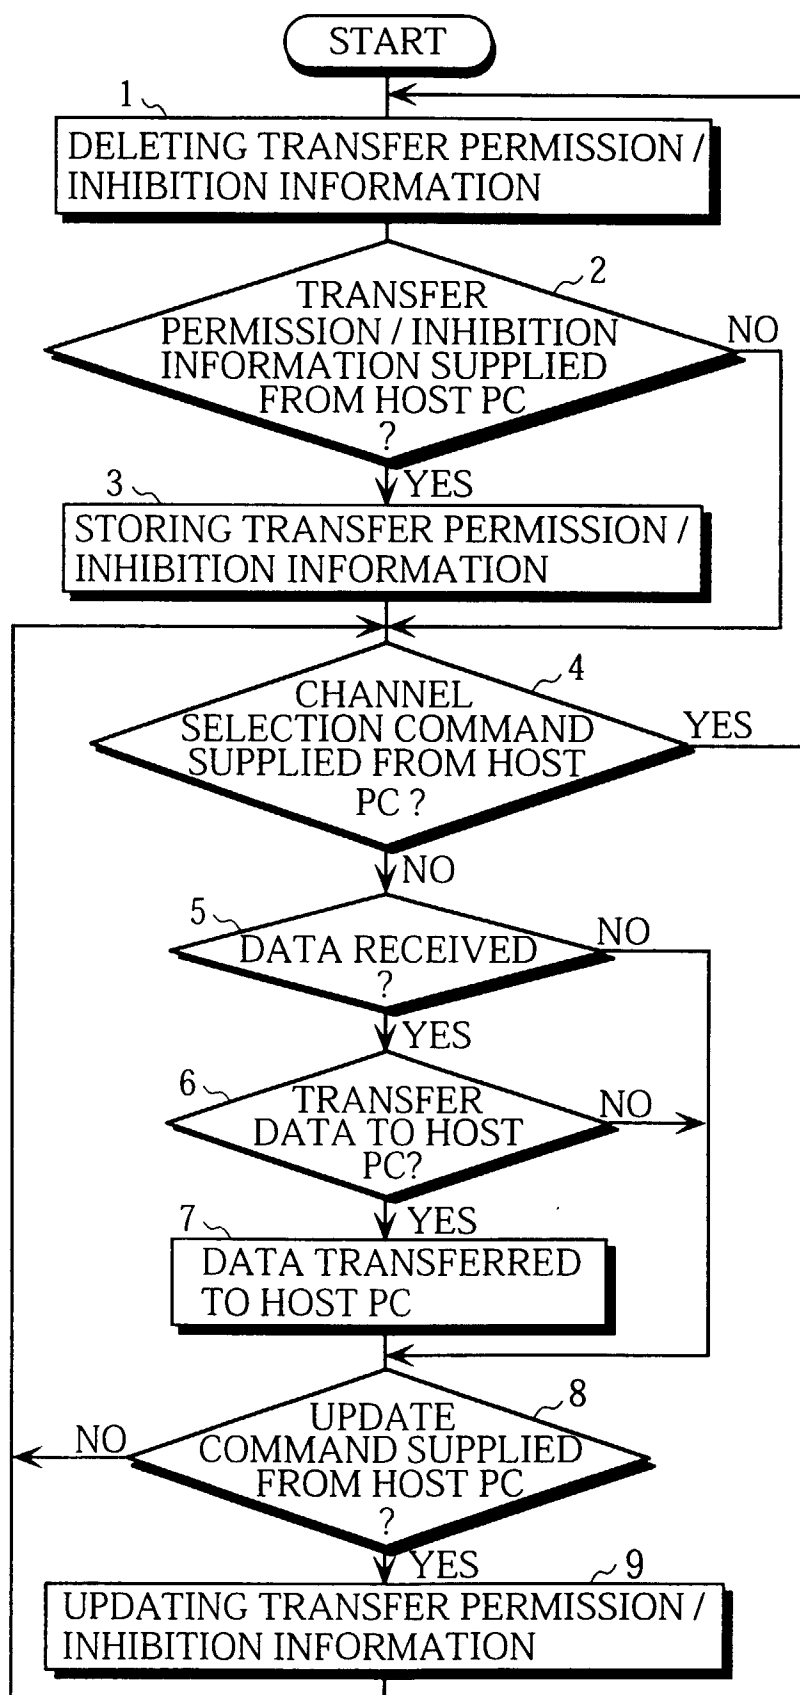 START
1
DELETING TRANSFER PERMISSION /
INHIBITION INFORMATION
2
TRANSFER
PERMISSION / INHIBITION
INFORMATION SUPPLIED
FROM HOST PC
?
NO
YES
3
STORING TRANSFER PERMISSION /
INHIBITION INFORMATION
4
CHANNEL
SELECTION COMMAND
SUPPLIED FROM HOST
PC ?
YES
NO
5
DATA RECEIVED
?
NO
YES
6
TRANSFER
DATA TO HOST
PC?
NO
YES
7
DATA TRANSFERRED
TO HOST PC
8
UPDATE
COMMAND SUPPLIED
FROM HOST PC
?
NO
YES
9
UPDATING TRANSFER PERMISSION /
INHIBITION INFORMATION